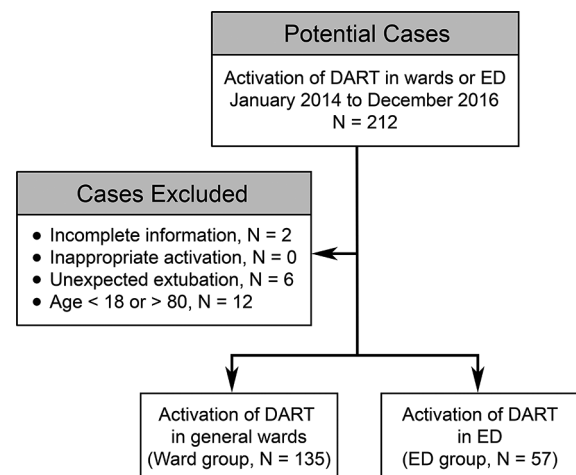 Potential Cases
Activation of DART in wards or ED
January 2014 to December 2016
N = 212
Cases Excluded
● Incomplete information, N = 2
● Inappropriate activation, N = 0
● Unexpected extubation, N = 6
● Age < 18 or > 80, N = 12
Activation of DART
in general wards
(Ward group, N = 135)
Activation of DART
in ED
(ED group, N = 57)